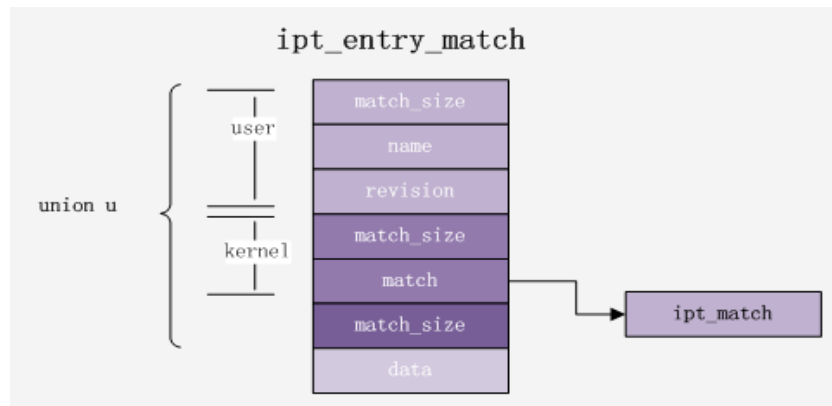 ipt_entry_match
match_size
user
name
revision
union u
match_size
kernel
match
ipt_match
match_size
data